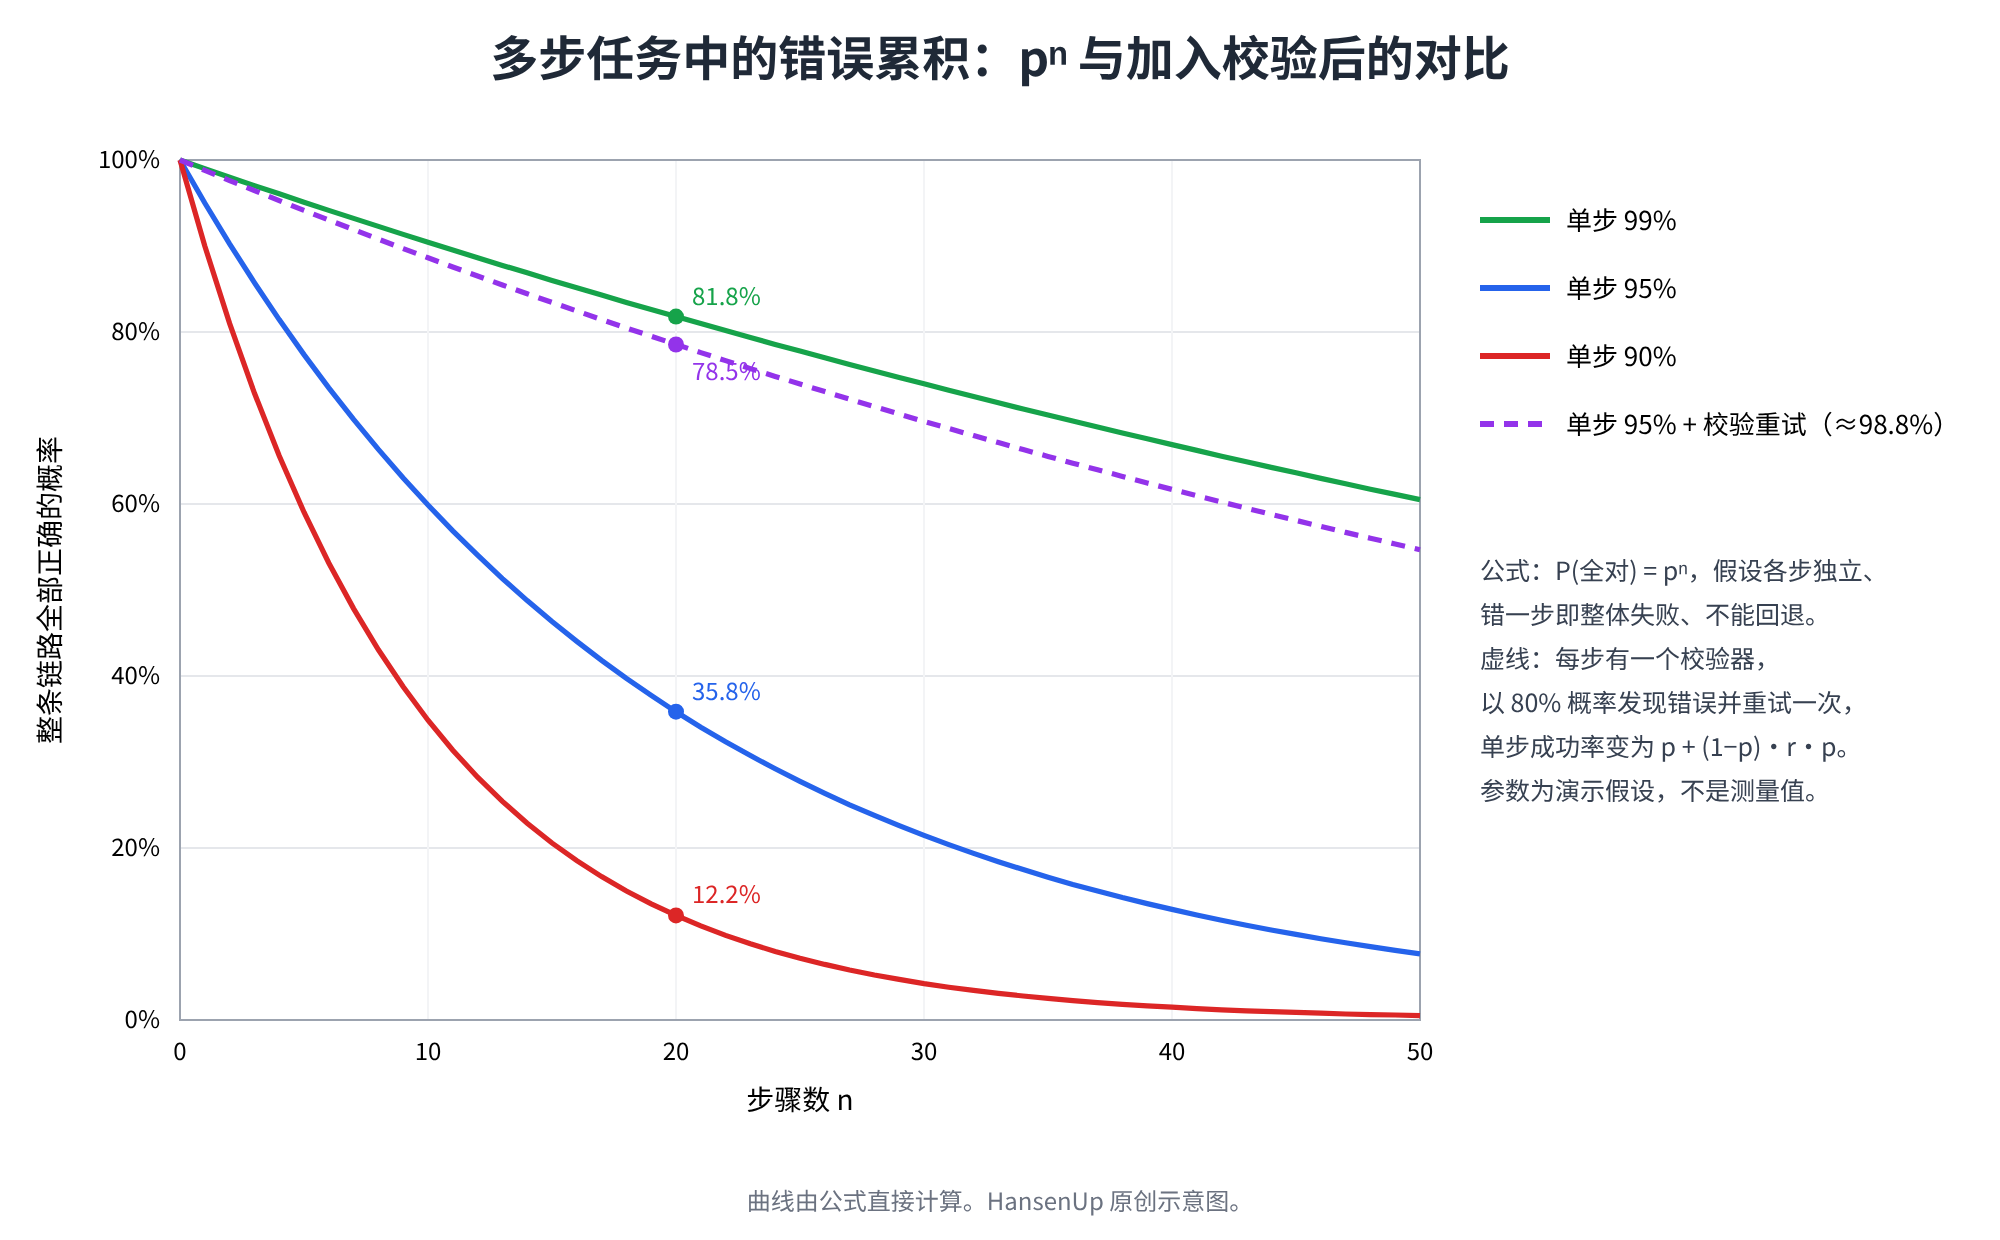 多步任务中的错误累积：pⁿ 与加入校验后的对比
整条链路全部正确的概率
100%
80%
60%
40%
20%
0%
81.8%
78.5%
35.8%
12.2%
0
10
20
30
40
50
步骤数 n
单步 99%
单步 95%
单步 90%
单步 95% + 校验重试（≈98.8%）
公式：P(全对) = pⁿ，假设各步独立、
错一步即整体失败、不能回退。
虚线：每步有一个校验器，
以 80% 概率发现错误并重试一次，
单步成功率变为 p + (1−p)·r·p。
参数为演示假设，不是测量值。
曲线由公式直接计算。HansenUp 原创示意图。